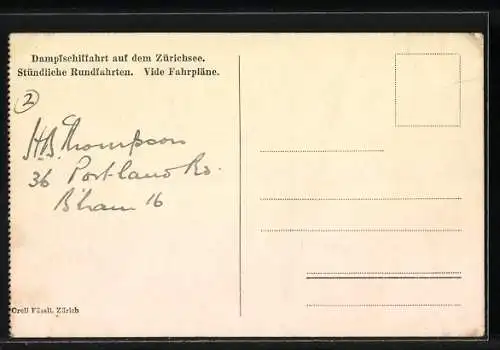 Dampfschiffahrt auf dem Zürichsee.
Stündliche Rundfahrten. Vide Fahrpläne.
2
H.B. Thompson
36 Portland Rd.
B'ham 16
Orell Füssli, Zürich